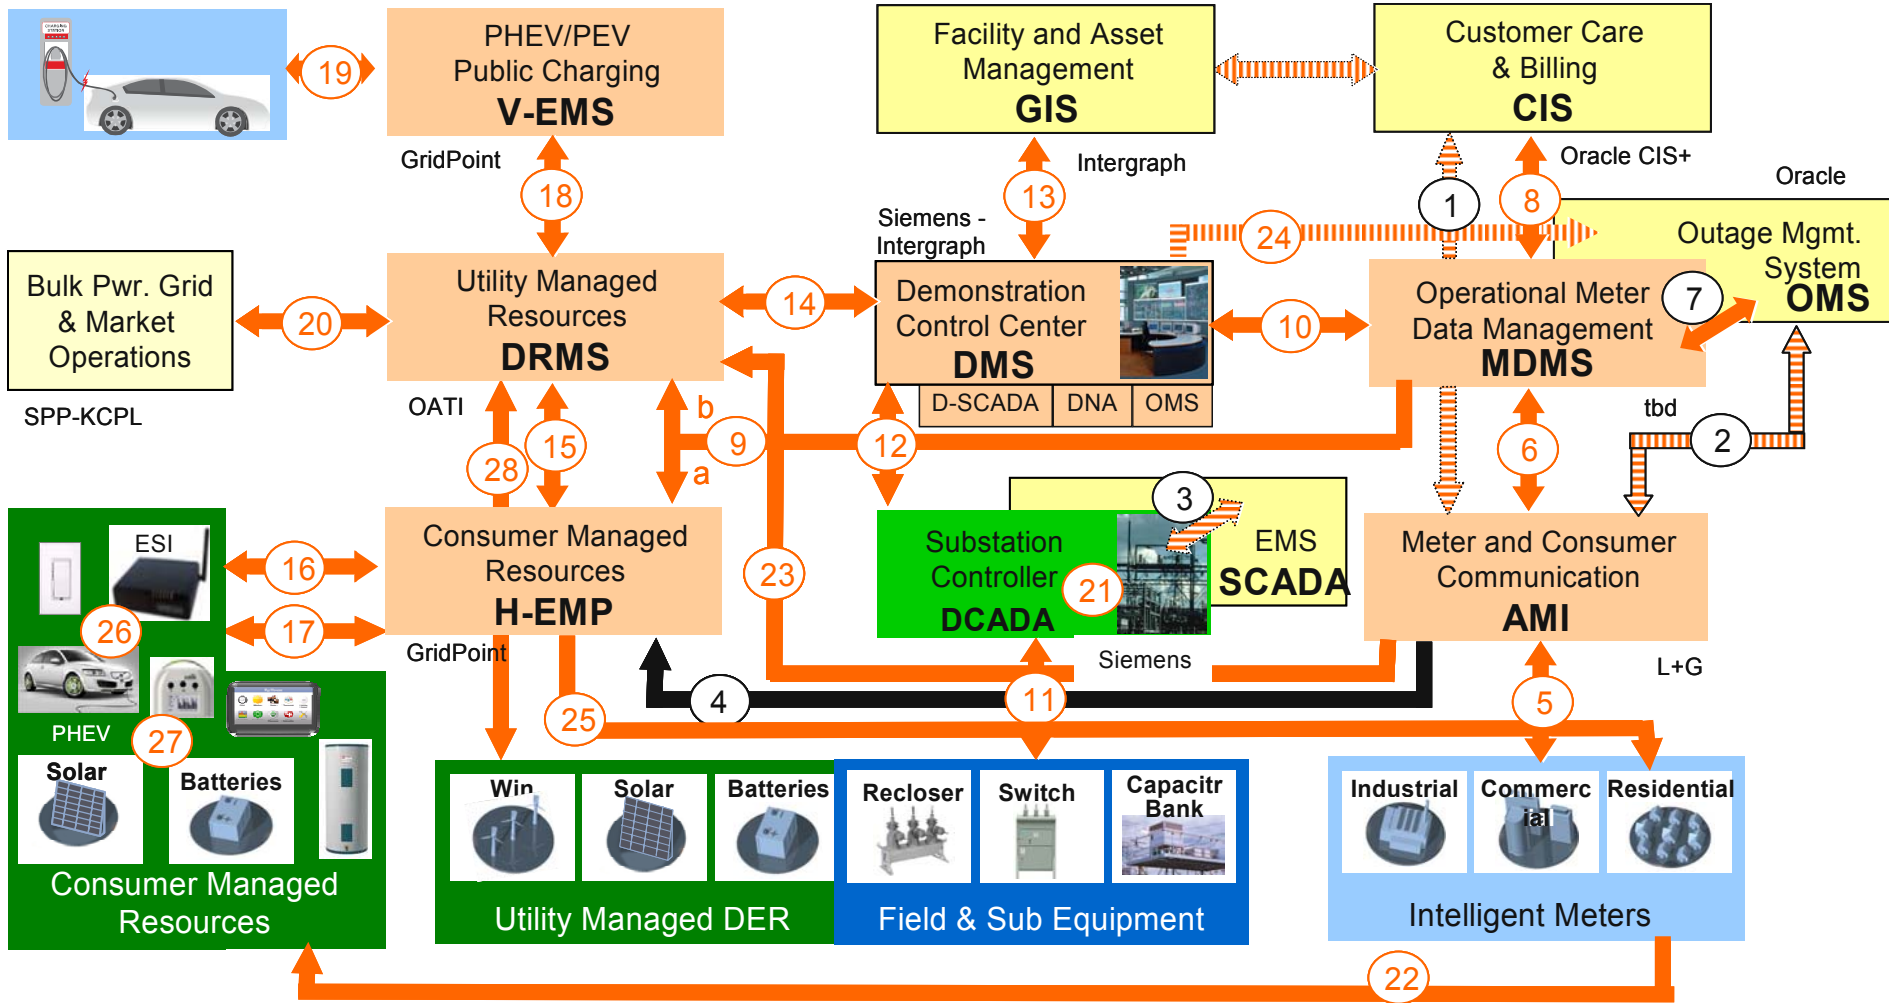 CHARGING
STATION
19
PHEV/PEV
Public Charging
V-EMS
GridPoint
18
Facility and Asset
Management
GIS
Intergraph
13
Customer Care
& Billing
CIS
Oracle CIS+
1
8
Oracle
Siemens -
Intergraph
24
Outage Mgmt.
System
OMS
7
Bulk Pwr. Grid
& Market
Operations
SPP-KCPL
20
Utility Managed
Resources
DRMS
OATI
14
Demonstration
Control Center
DMS
D-SCADA
DNA
OMS
10
Operational Meter
Data Management
MDMS
tbd
28
15
b
9
a
12
6
2
ESI
16
17
26
Consumer Managed
Resources
H-EMP
GridPoint
23
Substation
Controller
DCADA
21
3
EMS
SCADA
Siemens
Meter and Consumer
Communication
AMI
L+G
4
25
11
5
PHEV
27
Solar
Batteries
Consumer Managed
Resources
Win
Solar
Batteries
Utility Managed DER
Recloser
Switch
Capacitr
Bank
Field & Sub Equipment
Industrial
Commerc
ial
Residential
Intelligent Meters
22